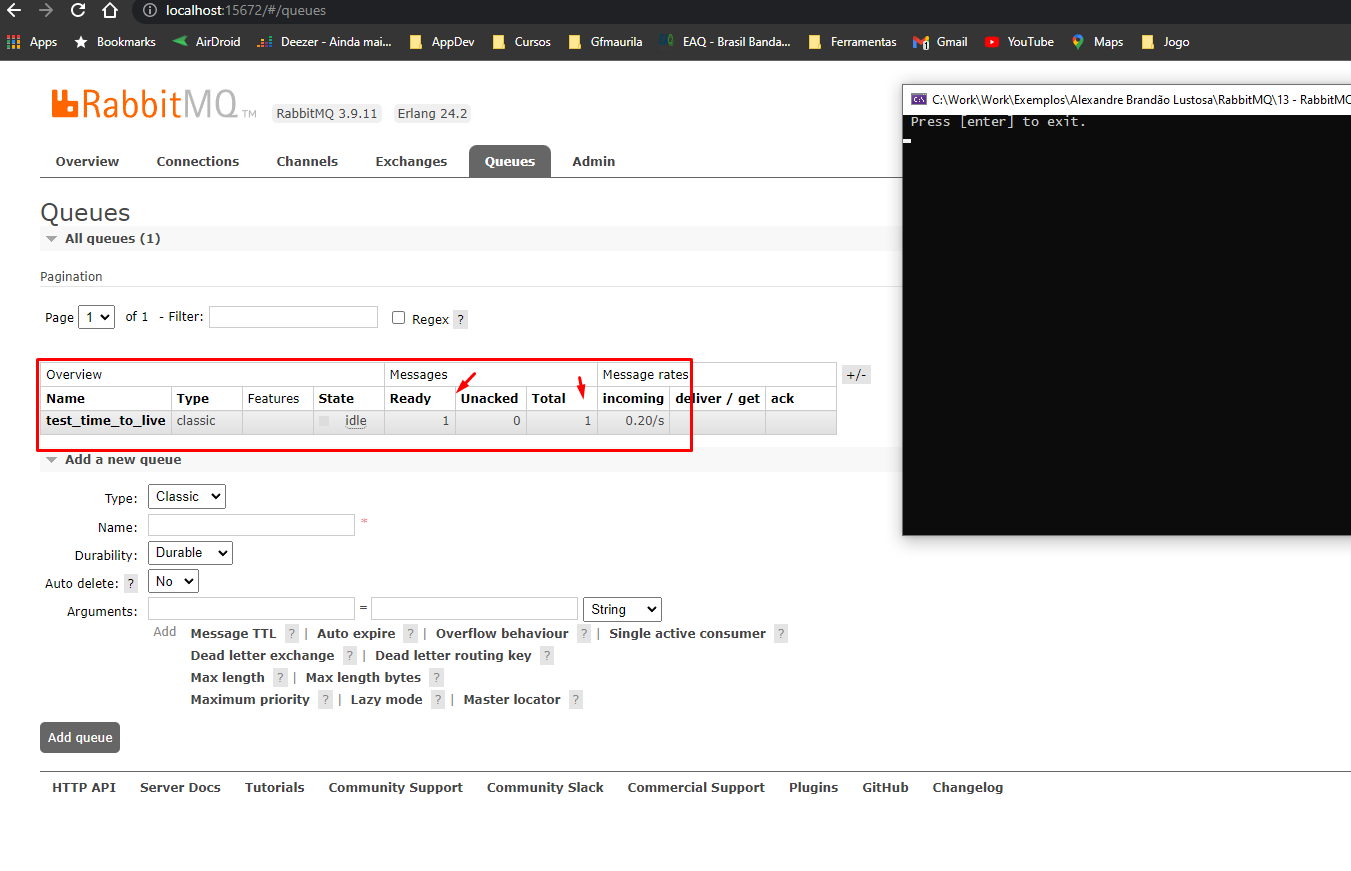 localhost:15672/#/queues
Apps Bookmarks AirDroid Deezer - Ainda mai... AppDev Cursos Gfmaurila EAQ - Brasil Banda... Ferramentas Gmail YouTube Maps Jogo
RabbitMQ TM RabbitMQ 3.9.11 Erlang 24.2
Overview Connections Channels Exchanges Queues Admin
Queues
All queues (1)
Pagination
Page 1 of 1 - Filter: Regex ?
Overview Messages Message rates +/-
Name Type Features State Ready Unacked Total incoming deliver / get ack
test_time_to_live classic idle 1 0 1 0.20/s
Add a new queue
Type: Classic
Name: *
Durability: Durable
Auto delete: ? No
Arguments: = String
Add Message TTL ? | Auto expire ? | Overflow behaviour ? | Single active consumer ?
Dead letter exchange ? | Dead letter routing key ?
Max length ? | Max length bytes ?
Maximum priority ? | Lazy mode ? | Master locator ?
Add queue
HTTP API Server Docs Tutorials Community Support Community Slack Commercial Support Plugins GitHub Changelog
C:\Work\Work\Exemplos\Alexandre Brandão Lustosa\RabbitMQ\13 - RabbitMQ
Press [enter] to exit.